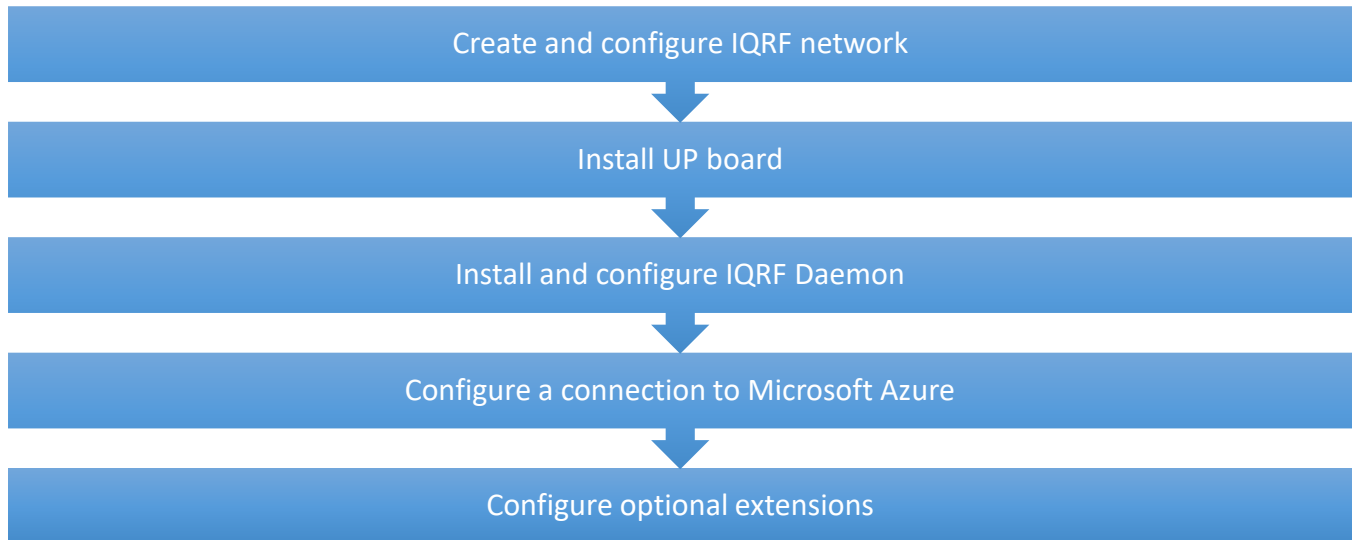 Create and configure IQRF network
Install UP board
Install and configure IQRF Daemon
Configure a connection to Microsoft Azure
Configure optional extensions